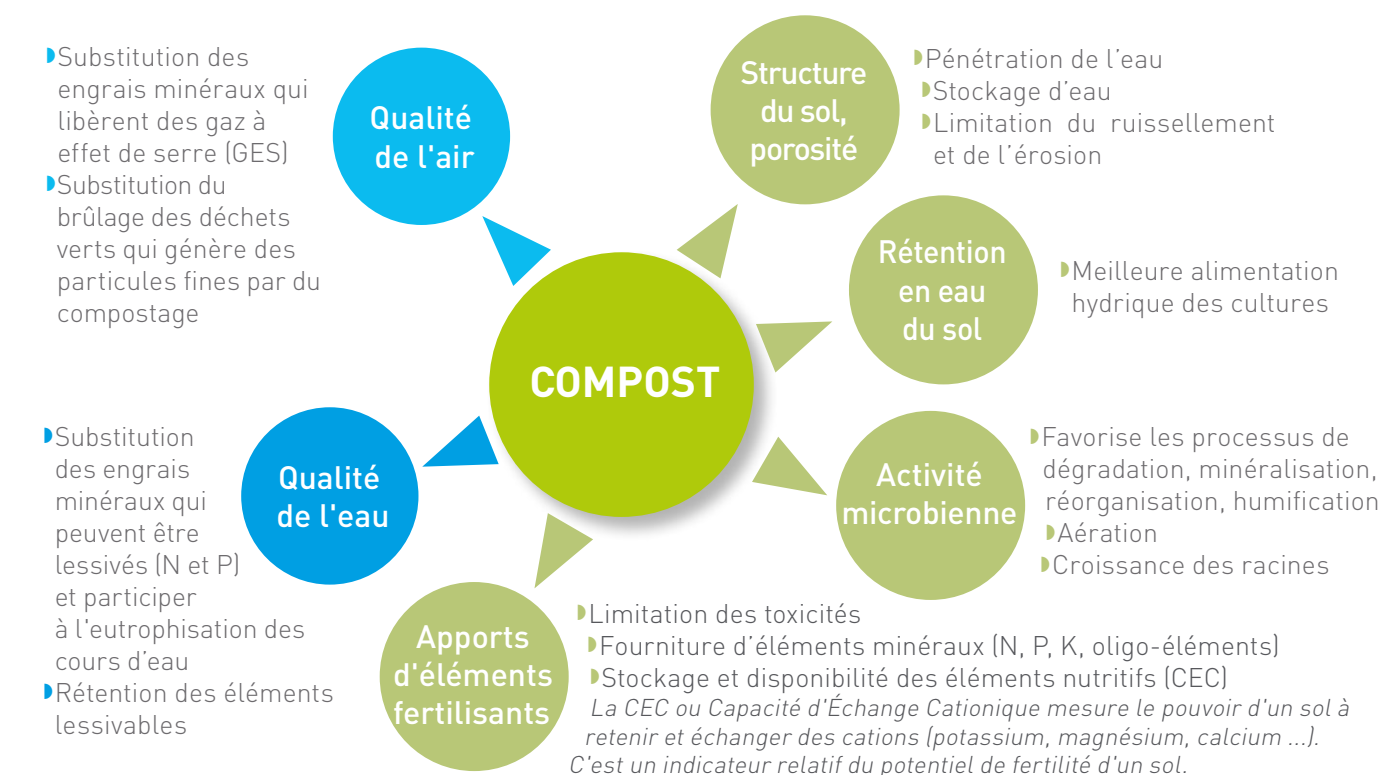 Substitution des
engrais minéraux qui
libèrent des gaz à
effet de serre (GES)
Substitution du
brûlage des déchets
verts qui génère des
particules fines par du
compostage
Qualité
de l'air
Structure
du sol,
porosité
Pénétration de l’eau
Stockage d’eau
Limitation du ruissellement
et de l’érosion
Rétention
en eau
du sol
Meilleure alimentation
hydrique des cultures
COMPOST
Substitution
des engrais
minéraux qui
peuvent être
lessivés (N et P)
et participer
à l'eutrophisation des
cours d’eau
Rétention des éléments
lessivables
Qualité
de l'eau
Activité
microbienne
Favorise les processus de
dégradation, minéralisation,
réorganisation, humification
Aération
Croissance des racines
Apports
d'éléments
fertilisants
Limitation des toxicités
Fourniture d’éléments minéraux (N, P, K, oligo-éléments)
Stockage et disponibilité des éléments nutritifs (CEC)
La CEC ou Capacité d'Échange Cationique mesure le pouvoir d'un sol à
retenir et échanger des cations (potassium, magnésium, calcium ...).
C'est un indicateur relatif du potentiel de fertilité d'un sol.